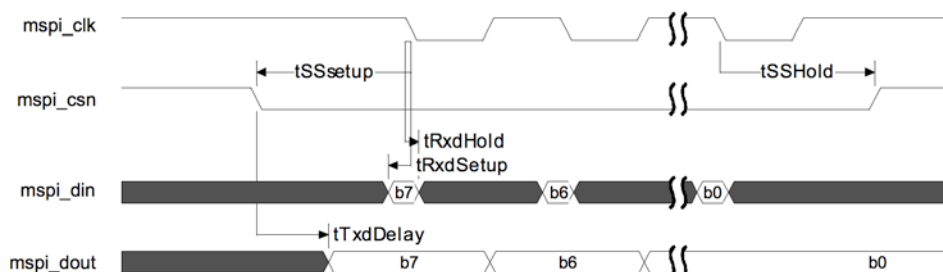 mspi_clk
tSSsetup
tSSHold
mspi_csn
tRxdHold
tRxdSetup
mspi_din
b7
b6
b0
tTxdDelay
mspi_dout
b7
b6
b0